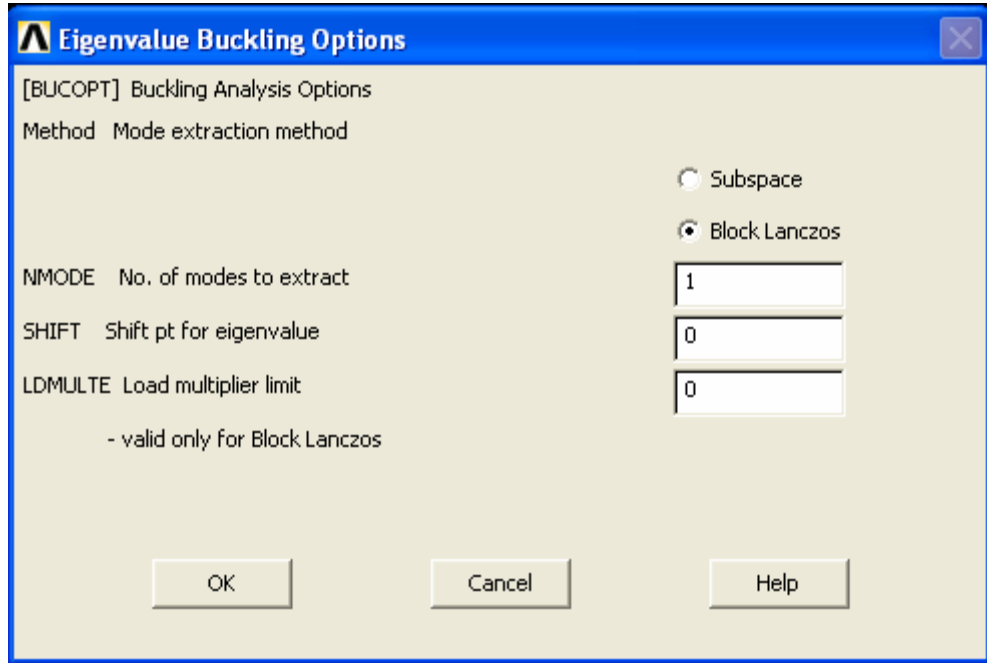 Eigenvalue Buckling Options
[BUCOPT] Buckling Analysis Options
Method Mode extraction method
Subspace
Block Lanczos
NMODE No. of modes to extract 1
SHIFT Shift pt for eigenvalue 0
LDMULTE Load multiplier limit 0
- valid only for Block Lanczos
OK Cancel Help